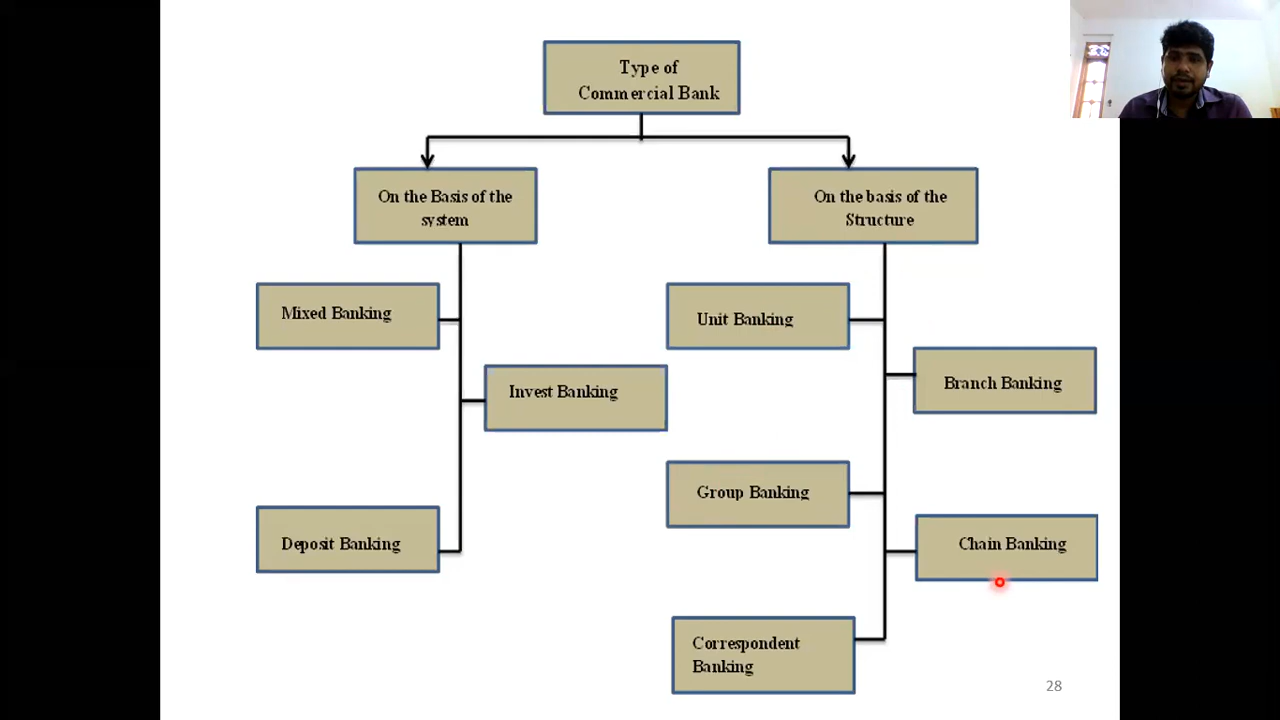 Type of
Commercial Bank
On the Basis of the
system
On the basis of the
Structure
Mixed Banking
Unit Banking
Invest Banking
Branch Banking
Group Banking
Deposit Banking
Chain Banking
Correspondent
Banking
28